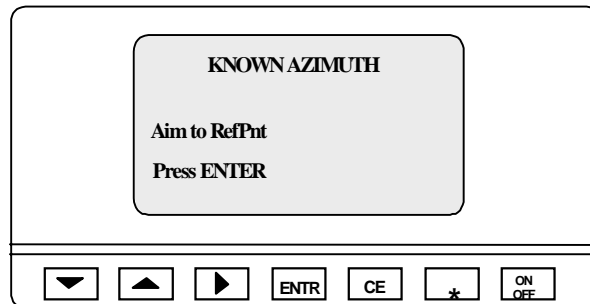 KNOWN AZIMUTH
Aim to RefPnt
Press ENTER
ENTR CE * ON OFF